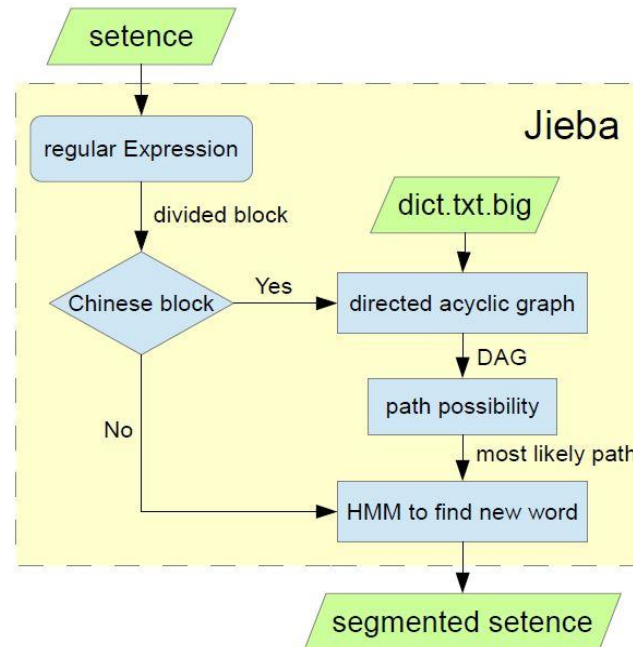 setence
Jieba
regular Expression
divided block
dict.txt.big
Chinese block
Yes
directed acyclic graph
DAG
path possibility
No
most likely path
HMM to find new word
segmented setence